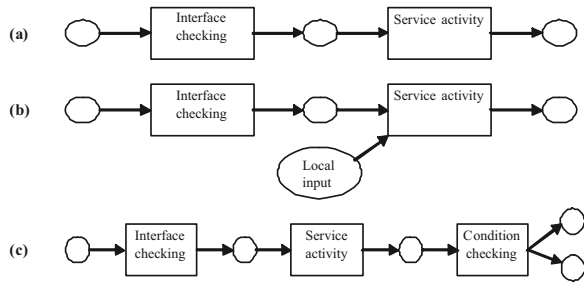 (a)
Interface
checking
Service activity
(b)
Interface
checking
Service activity
Local
input
(c)
Interface
checking
Service
activity
Condition
checking